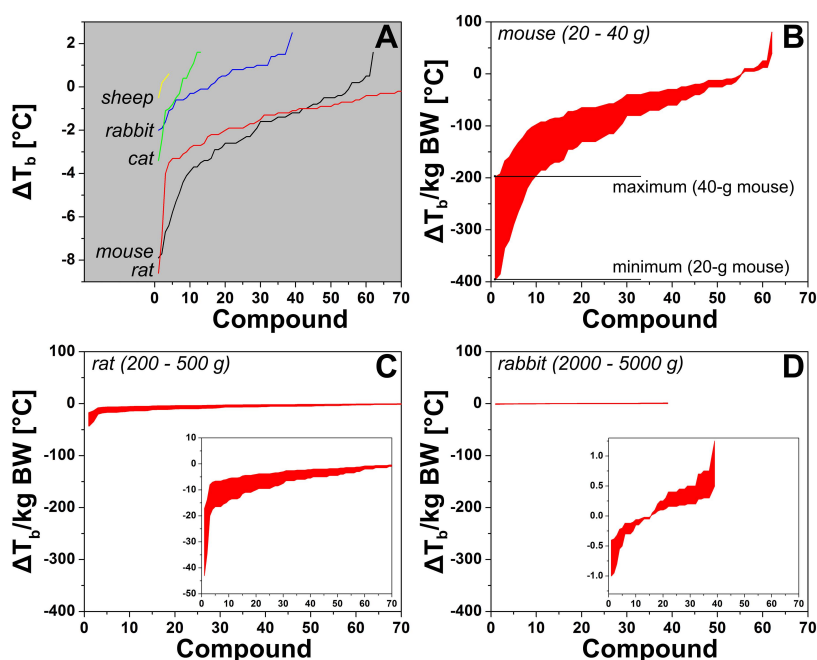 A
ΔTb [°C]
2
0
-2
-4
-6
-8
sheep
rabbit
cat
mouse
rat
0 10 20 30 40 50 60 70
Compound
B
mouse (20 - 40 g)
ΔTb/kg BW [°C]
100
0
-100
-200
-300
-400
maximum (40-g mouse)
minimum (20-g mouse)
0 10 20 30 40 50 60 70
Compound
C
rat (200 - 500 g)
ΔTb/kg BW [°C]
100
0
-100
-200
-300
-400
10
0
-10
-20
-30
-40
-50
0 10 20 30 40 50 60 70
0 10 20 30 40 50 60 70
Compound
D
rabbit (2000 - 5000 g)
ΔTb/kg BW [°C]
100
0
-100
-200
-300
-400
1.0
0.5
0.0
-0.5
-1.0
0 10 20 30 40 50 60 70
0 10 20 30 40 50 60 70
Compound